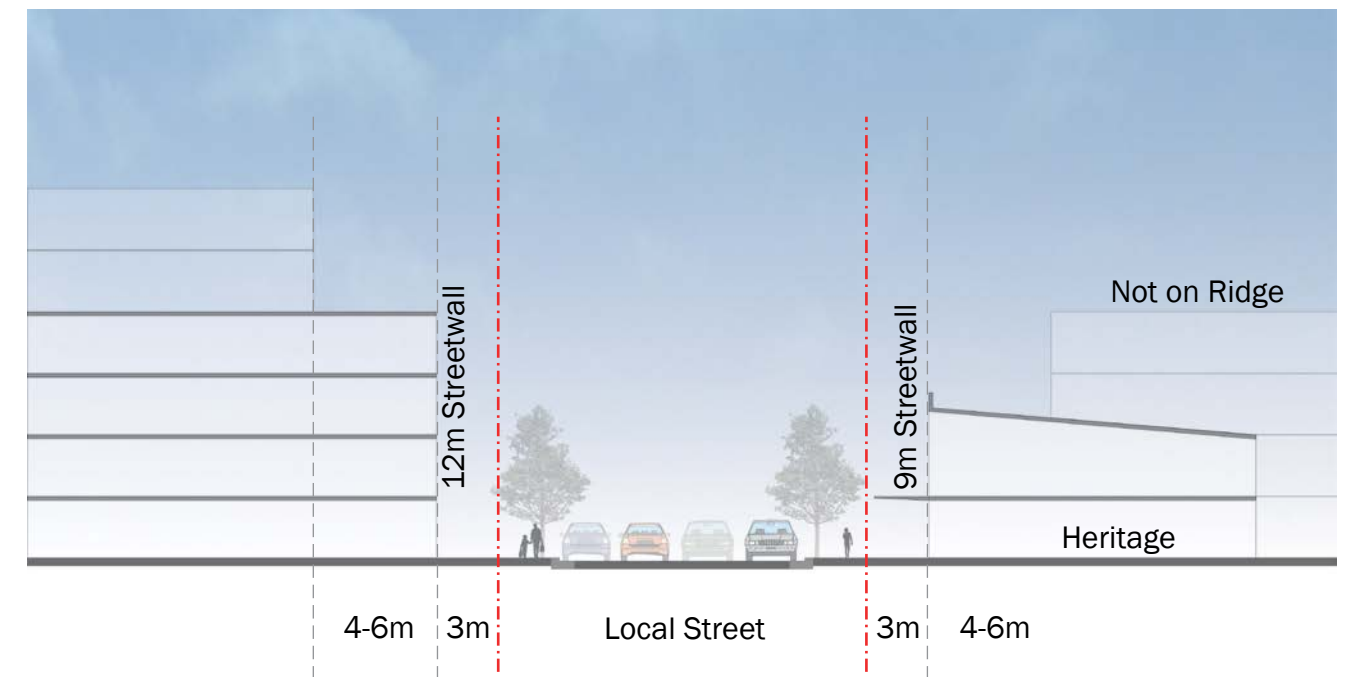 Not on Ridge
12m Streetwall
9m Streetwall
Heritage
4-6m
3m
Local Street
3m
4-6m